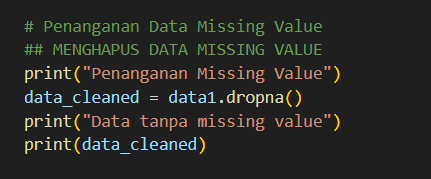 # Penanganan Data Missing Value
## MENGHAPUS DATA MISSING VALUE
print("Penanganan Missing Value")
data_cleaned = data1.dropna()
print("Data tanpa missing value")
print(data_cleaned)